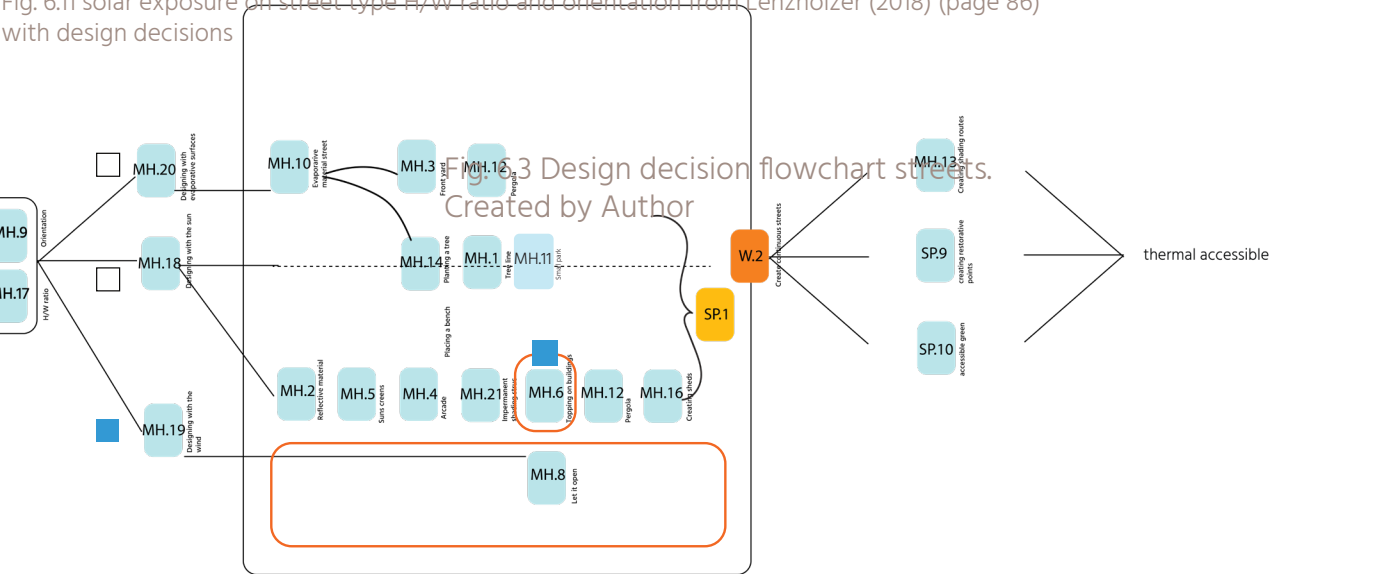 Fig. 6.11 solar exposure on street type H/W ratio and orientation from Lenzholzer (2018) (page 86)
with design decisions
Fig. 6.3 Design decision flowchart streets.
Created by Author
MH.9
Orientation
MH.17
H/W ratio
MH.20
Designing with
evaporative surfaces
MH.18
Designing with the sun
MH.19
Designing with the
wind
MH.10
Evaporative
material street
MH.3
Front yard
MH.12
Pergola
MH.14
Planting a tree
MH.1
Tree line
MH.11
Small park
Placing a bench
MH.2
Reflective material
MH.5
Suns creens
MH.4
Arcade
MH.21
Impermanent
MH.6
Topping on buildings
MH.12
Pergola
MH.16
Creating sheds
MH.8
Let it open
SP.1
W.2
Create continuous streets
MH.13
Creating shading routes
SP.9
creating restorative
points
SP.10
accessible green
thermal accessible